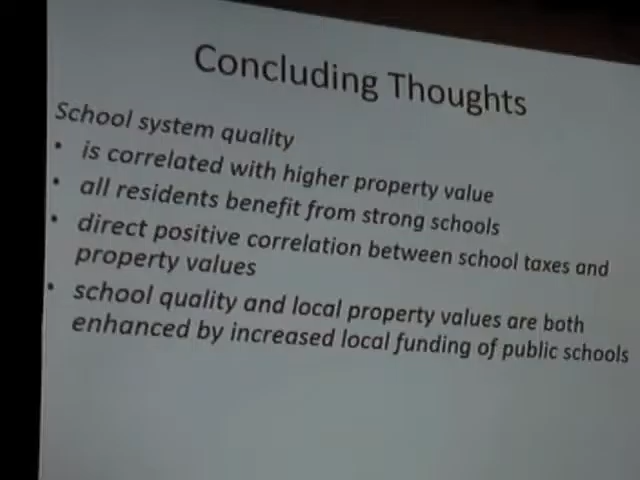 Concluding Thoughts
School system quality
• is correlated with higher property value
• all residents benefit from strong schools
• direct positive correlation between school taxes and
property values
• school quality and local property values are both
enhanced by increased local funding of public schools